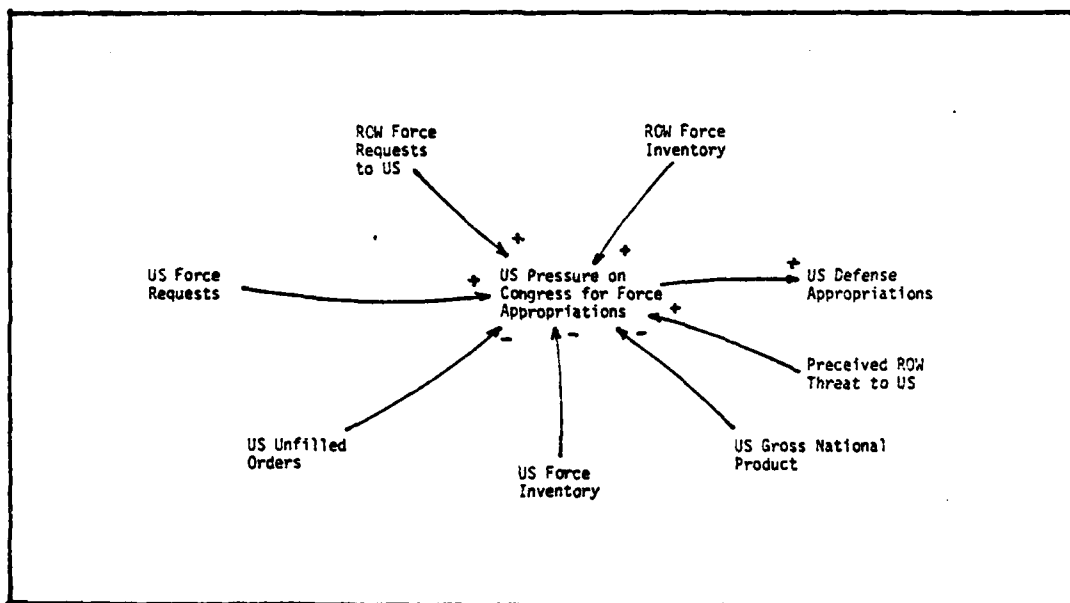 ROW Force
Requests
to US
ROW Force
Inventory
+
+
US Force
Requests
+
US Pressure on
Congress for Force
Appropriations
+
US Defense
Appropriations
+
-
-
-
Preceived ROW
Threat to US
US Unfilled
Orders
US Force
Inventory
US Gross National
Product